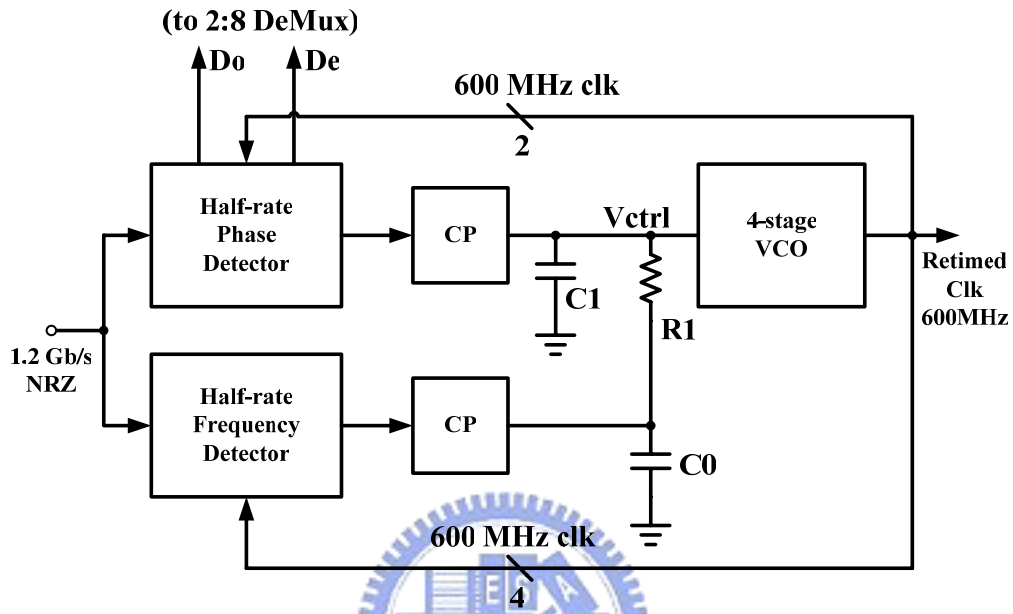 (to 2:8 DeMux)
Do
De
600 MHz clk
2
Half-rate
Phase
Detector
CP
Vctrl
4-stage
VCO
C1
R1
Retimed
Clk
600MHz
1.2 Gb/s
NRZ
Half-rate
Frequency
Detector
CP
C0
600 MHz clk
4
E S A